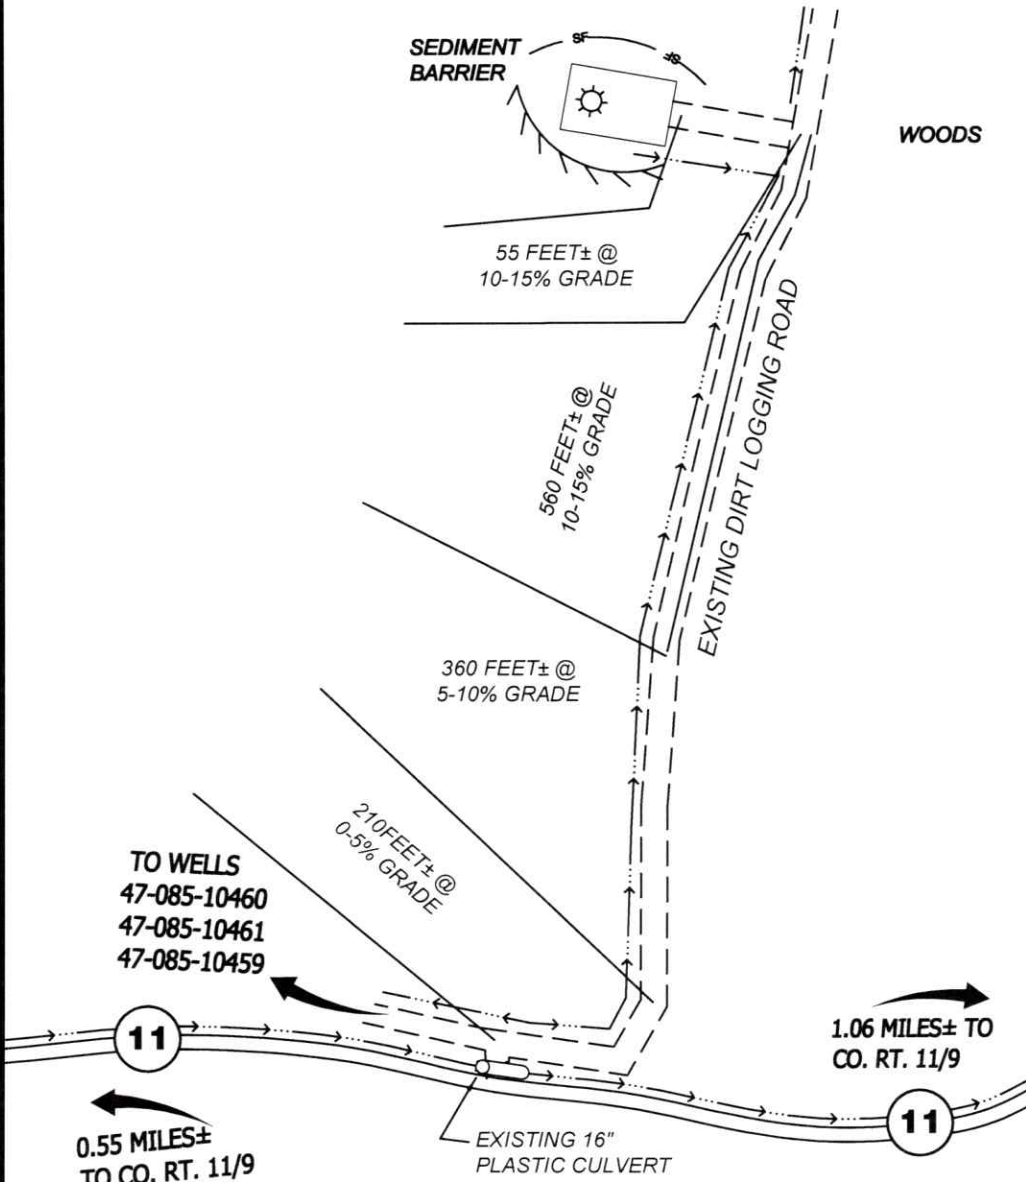 SEDIMENT
BARRIER
SF
SF
WOODS
55 FEET± @
10-15% GRADE
560 FEET± @
10-15% GRADE
EXISTING DIRT LOGGING ROAD
360 FEET± @
5-10% GRADE
210FEET± @
0-5% GRADE
TO WELLS
47-085-10460
47-085-10461
47-085-10459
11
1.06 MILES± TO
CO. RT. 11/9
11
0.55 MILES±
TO CO. RT. 11/9
EXISTING 16"
PLASTIC CULVERT